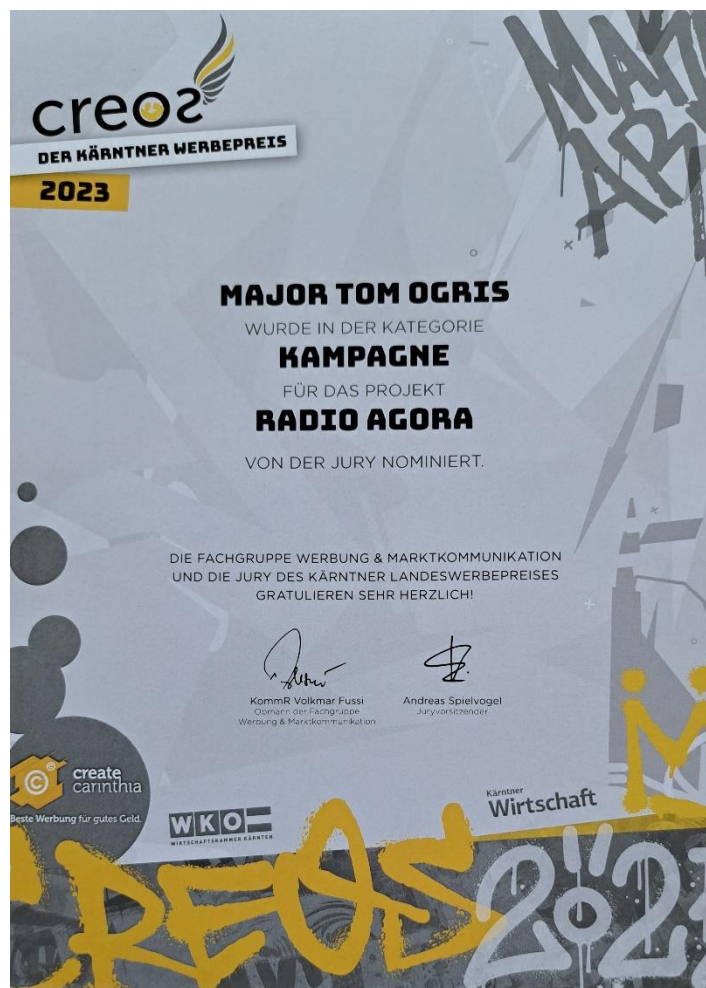 creos
DER KÄRNTNER WERBEPREIS
2023
MAJOR TOM OGRIS
WURDE IN DER KATEGORIE
KAMPAGNE
FÜR DAS PROJEKT
RADIO AGORA
VON DER JURY NOMINIERT.
DIE FACHGRUPPE WERBUNG & MARKTKOMMUNIKATION
UND DIE JURY DES KÄRNTNER LANDESWERBEPREISES
GRATULIEREN SEHR HERZLICH!
KommR Volkmar Fussi
Obmann der Fachgruppe
Werbung & Marktkommunikation
Andreas Spielvogel
Juryvorsitzender
create
carinthia
Beste Werbung für gutes Geld.
WKO
WIRTSCHAFTSKAMMER KÄRNTEN
Kärntner
Wirtschaft
CREOS